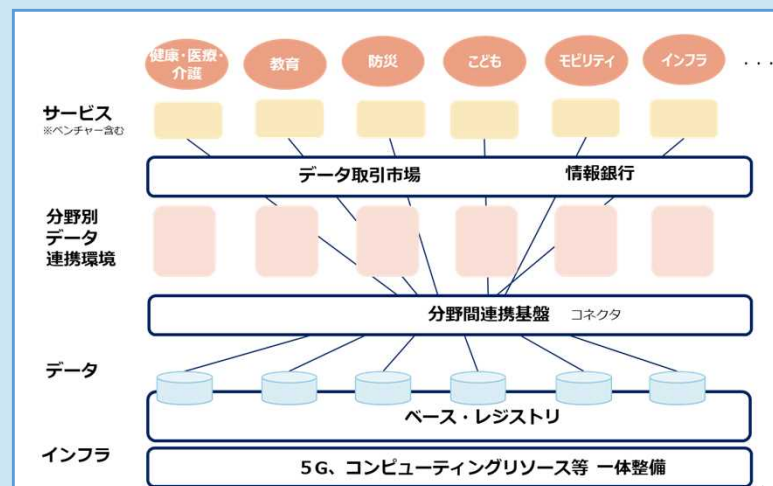 健康・医療・
介護
教育
防災
こども
モビリティ
インフラ
・・・
サービス
※ベンチャー含む
データ取引市場
情報銀行
分野別
データ
連携環境
分野間連携基盤 コネクタ
データ
ベース・レジストリ
インフラ
５G、コンピューティングリソース等 一体整備